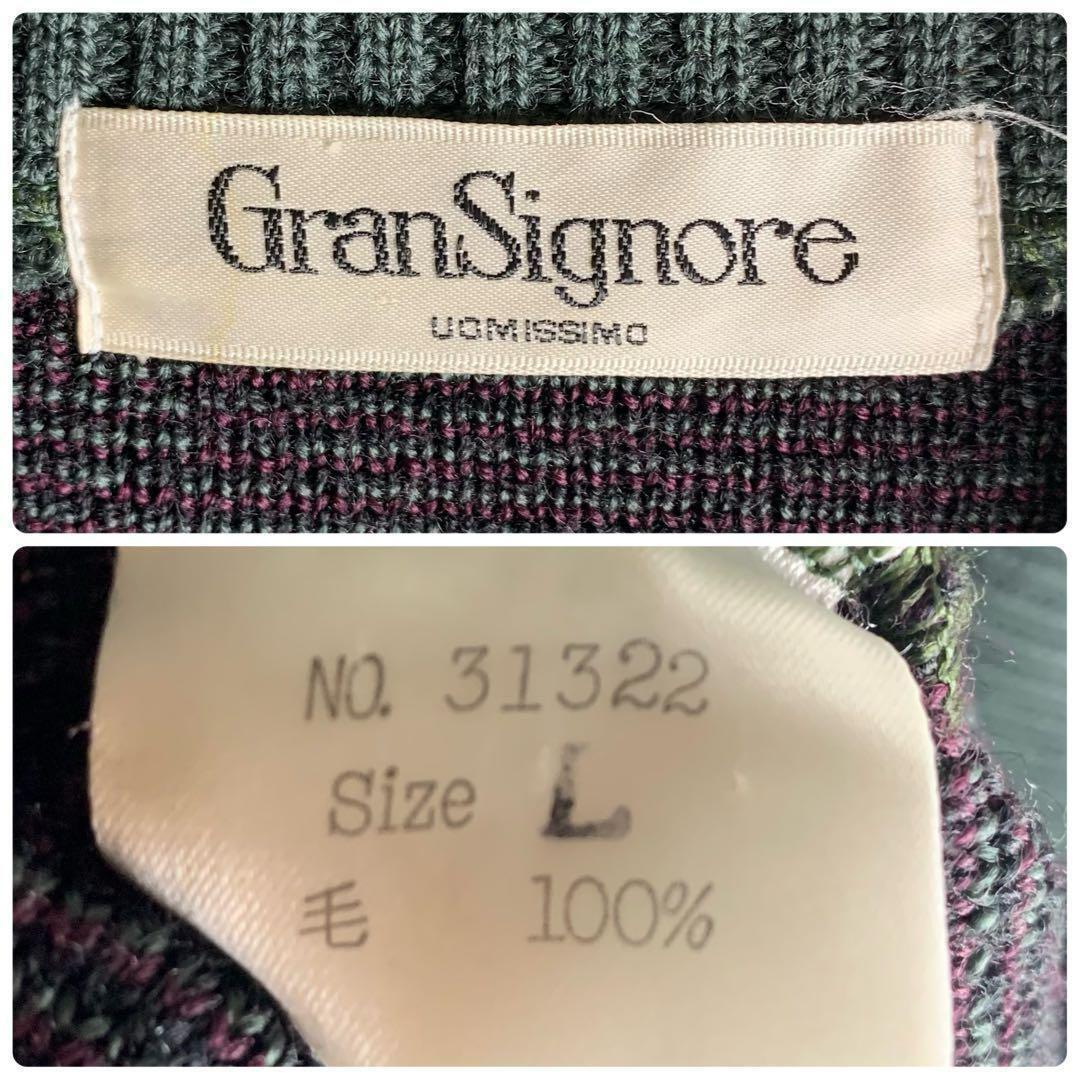 GranSignore
UOMISSIMO
NO. 31322
Size L
毛 100%